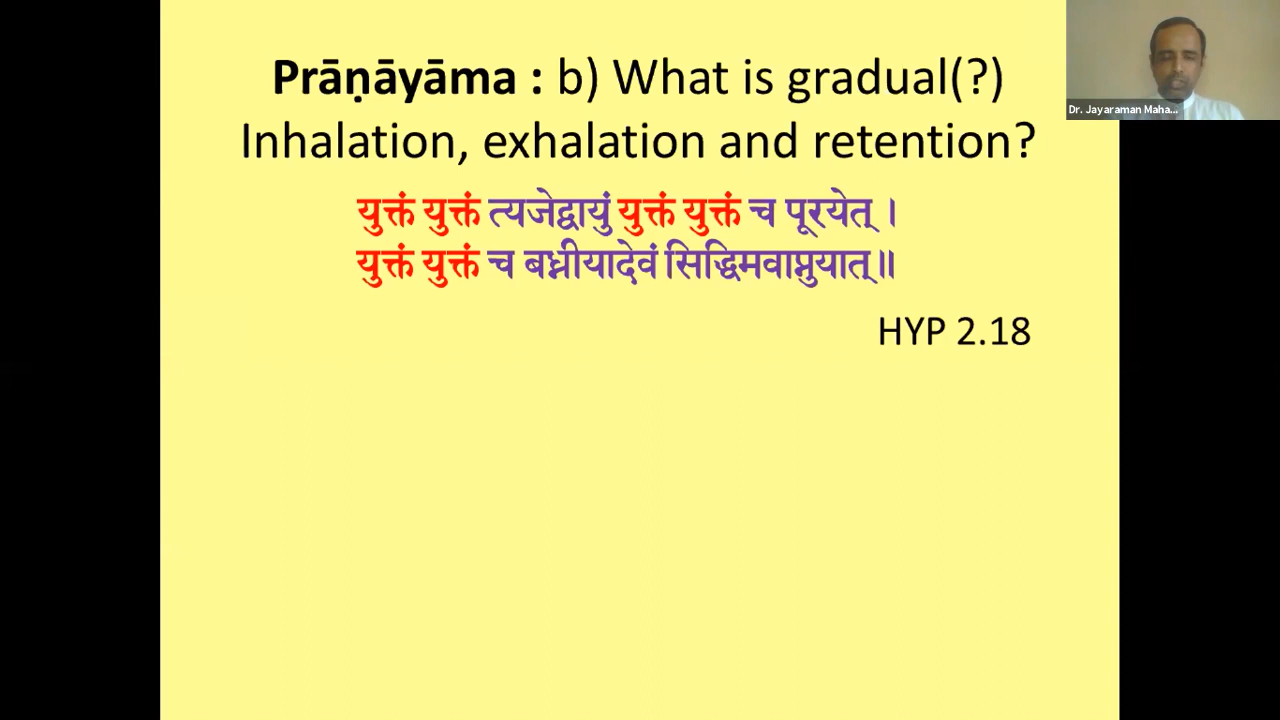 Prāṇāyāma : b) What is gradual(?)
Inhalation, exhalation and retention?
युक्तं युक्तं त्यजेद्वायुं युक्तं युक्तं च पूरयेत् ।
युक्तं युक्तं च बध्नीयादेवं सिद्धिमवाप्नुयात्॥
HYP 2.18
Dr. Jayaraman Maha...